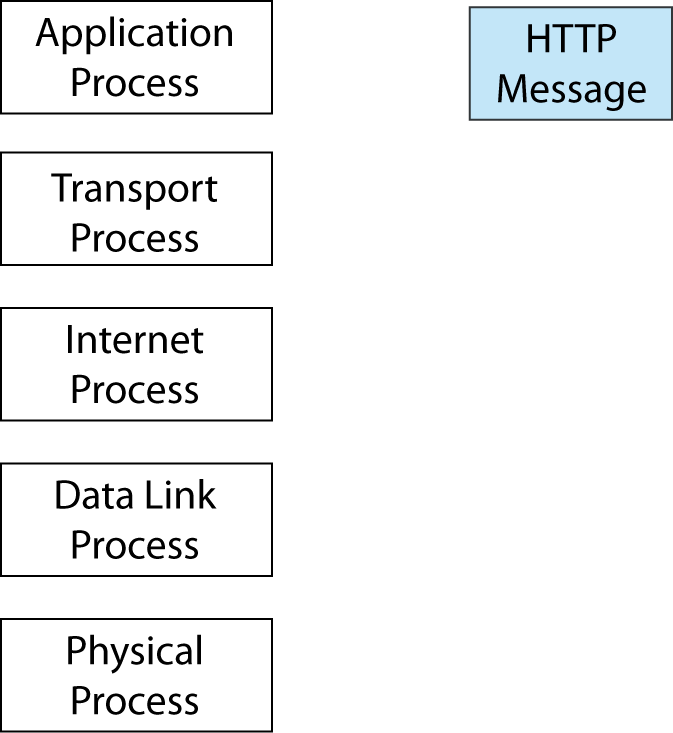 Application
Process
HTTP
Message
Transport
Process
Internet
Process
Data Link
Process
Physical
Process